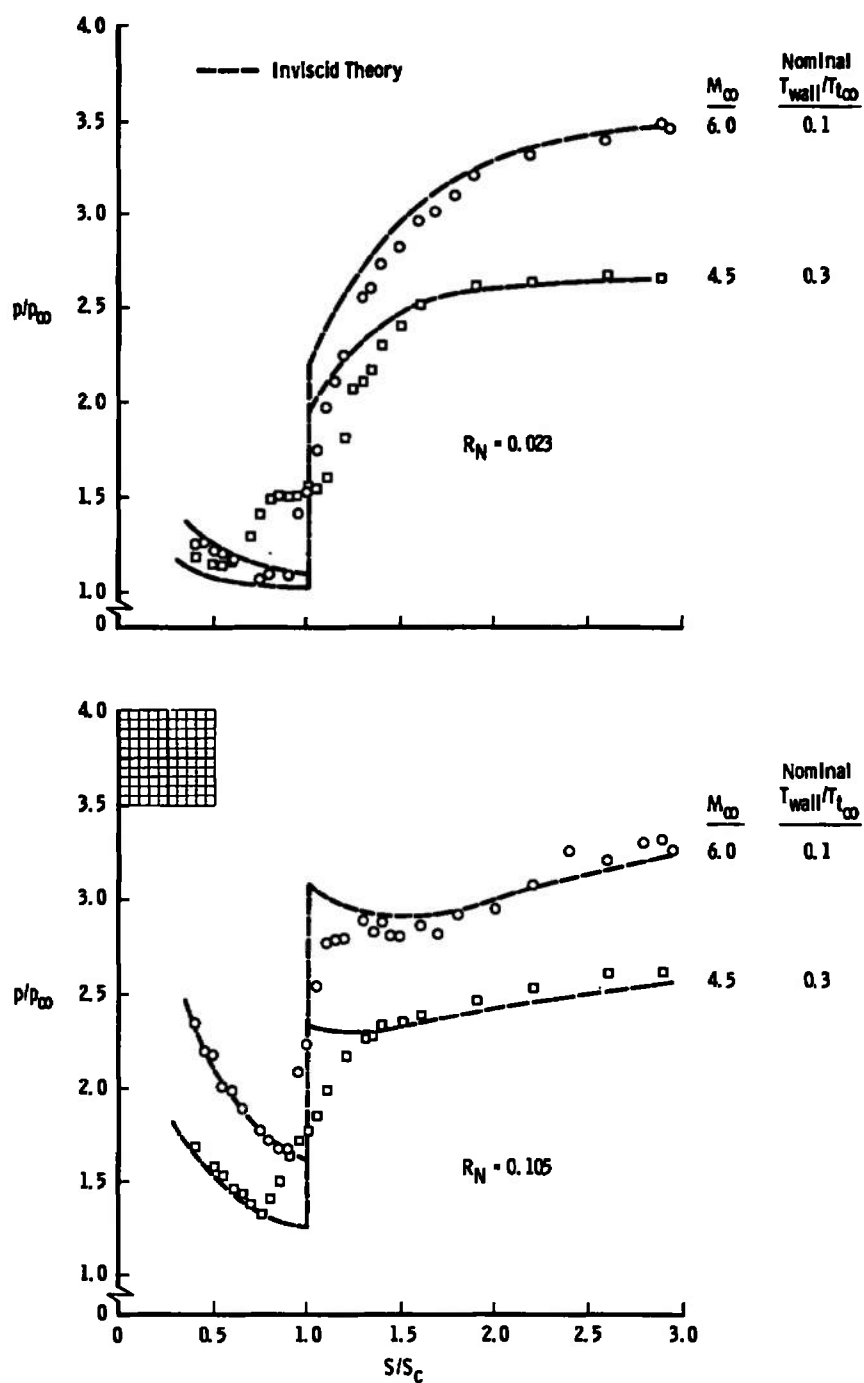 4.0
Inviscid Theory
Nominal
M∞ Twall/Tt∞
3.5
6.0 0.1
3.0
2.5
4.5 0.3
p/p∞
2.0
RN = 0.023
1.5
1.0
0
4.0
Nominal
3.5
M∞ Twall/Tt∞
6.0 0.1
3.0
2.5
4.5 0.3
p/p∞
2.0
1.5
RN = 0.105
1.0
0
0 0.5 1.0 1.5 2.0 2.5 3.0
S/Sc